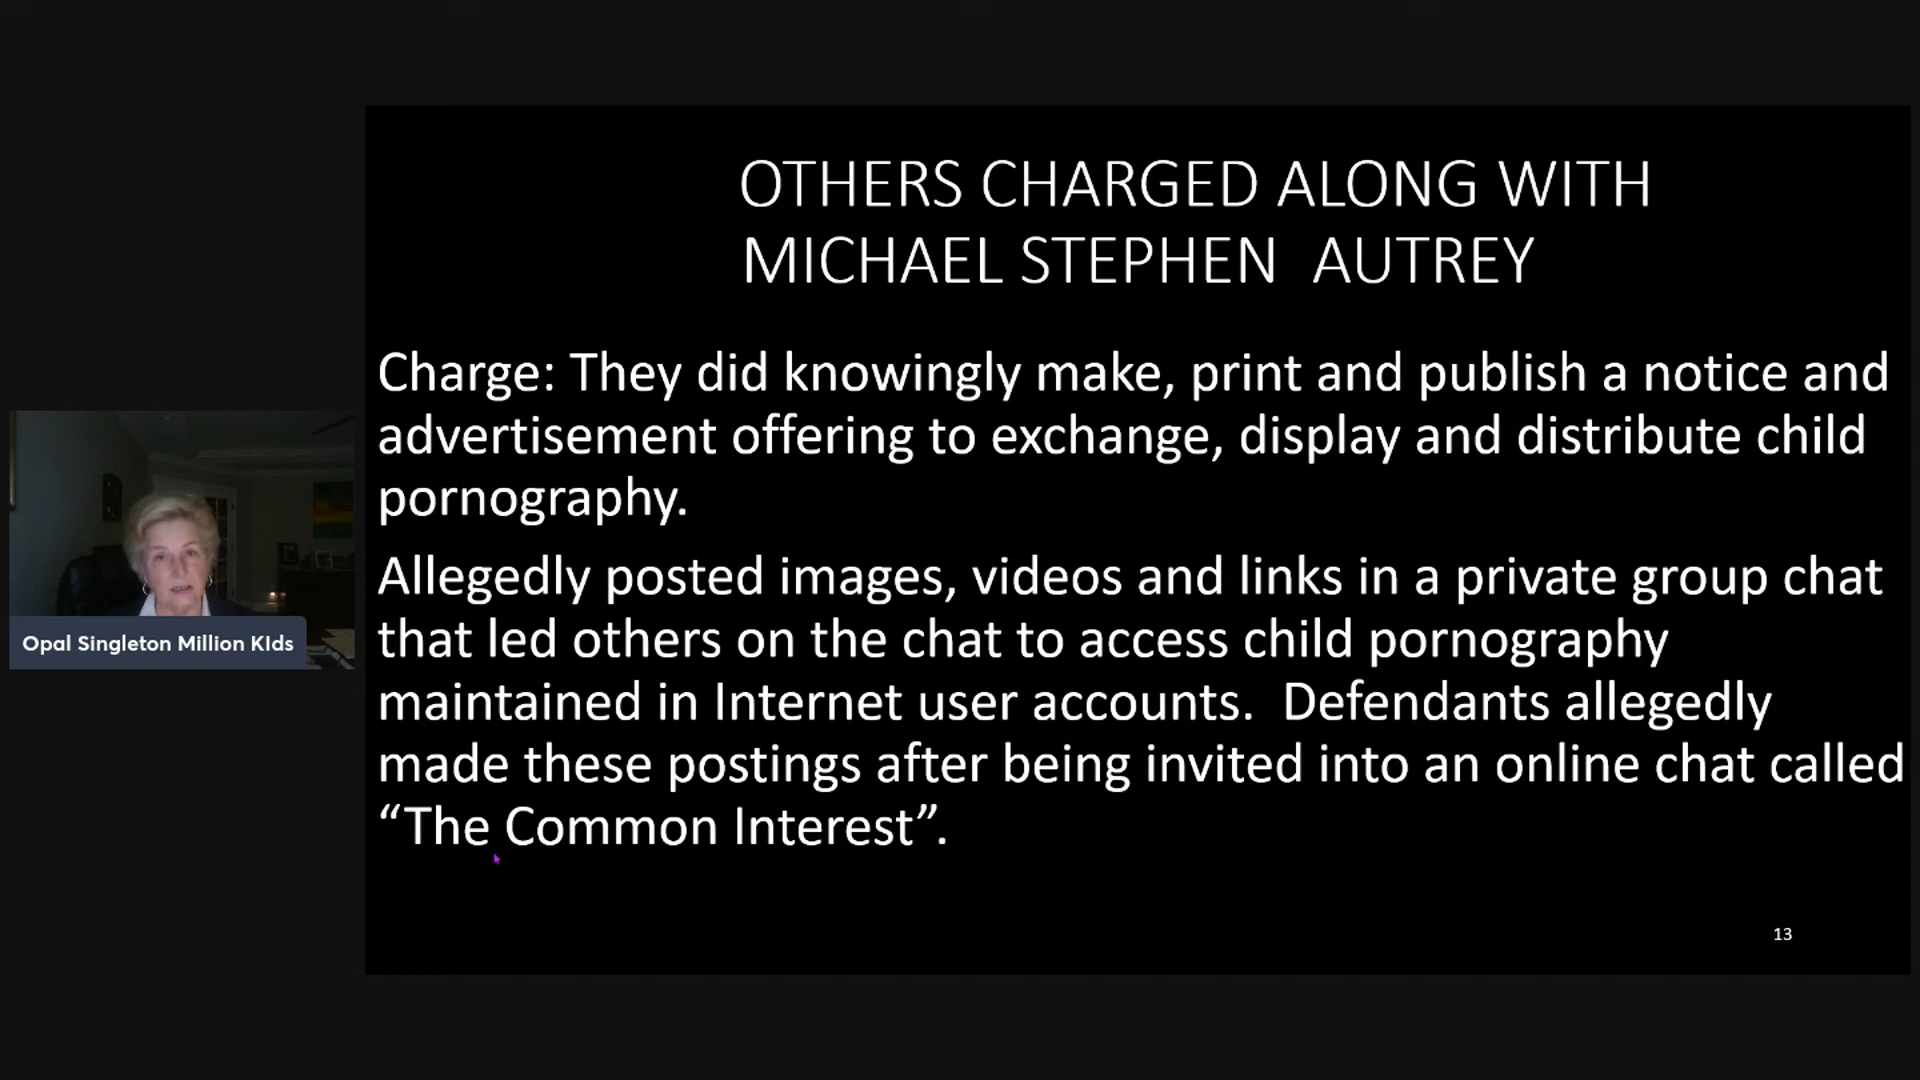 OTHERS CHARGED ALONG WITH
MICHAEL STEPHEN AUTREY
Charge: They did knowingly make, print and publish a notice and
advertisement offering to exchange, display and distribute child
pornography.
Allegedly posted images, videos and links in a private group chat
that led others on the chat to access child pornography
maintained in Internet user accounts. Defendants allegedly
made these postings after being invited into an online chat called
“The Common Interest”.
Opal Singleton Million KIds
13